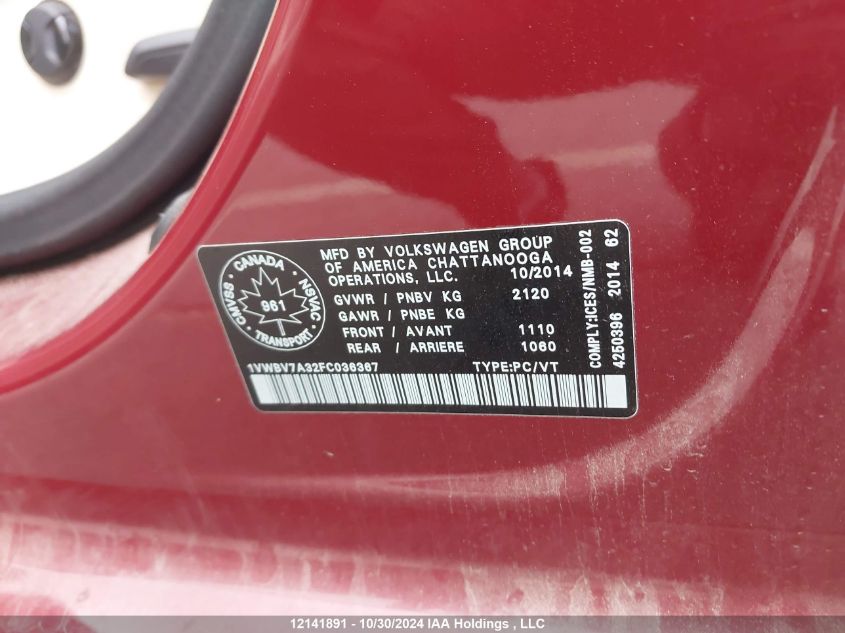 MFD BY VOLKSWAGEN GROUP
OF AMERICA CHATTANOOGA
OPERATIONS, LLC. 10/2014
GVWR / PNBV KG 2120
GAWR / PNBE KG
FRONT / AVANT 1110
REAR / ARRIERE 1060
CANADA
CMVSS
NSVAC
961
TRANSPORT
1VWBV7A32FC036367 TYPE:PC/VT
COMPLY:ICES/NMB-002
4250396 2014 62
12141891 - 10/30/2024 IAA Holdings , LLC